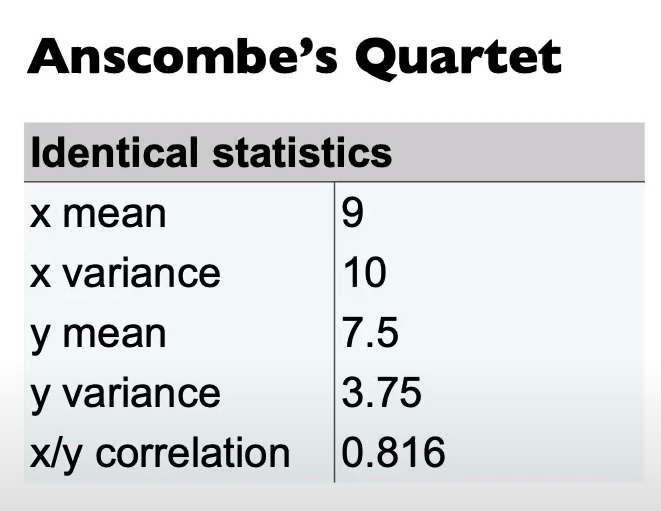 Anscombe’s Quartet
Identical statistics
x mean 9
x variance 10
y mean 7.5
y variance 3.75
x/y correlation 0.816